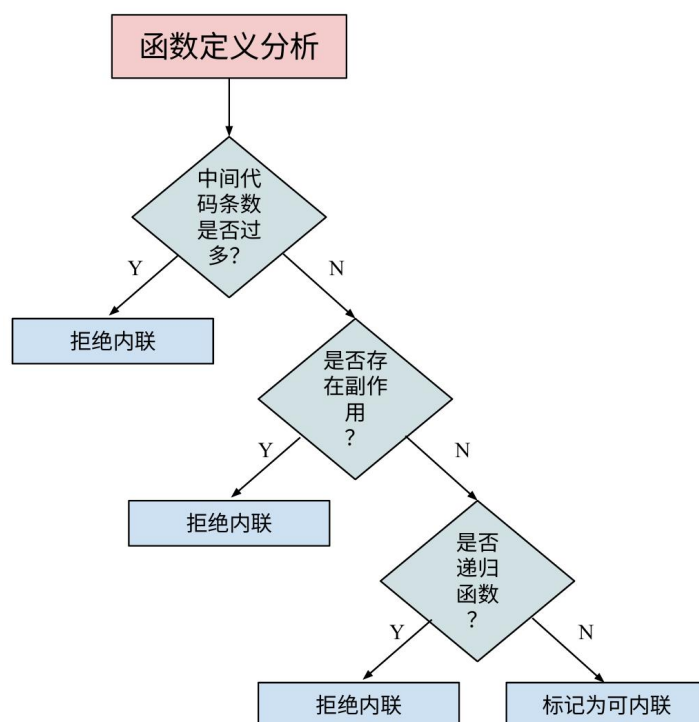 函数定义分析
中间代
码条数
是否过
多？
Y
N
拒绝内联
是否存
在副作
用
？
Y
N
拒绝内联
是否
递归
函数
？
Y
N
拒绝内联
标记为可内联